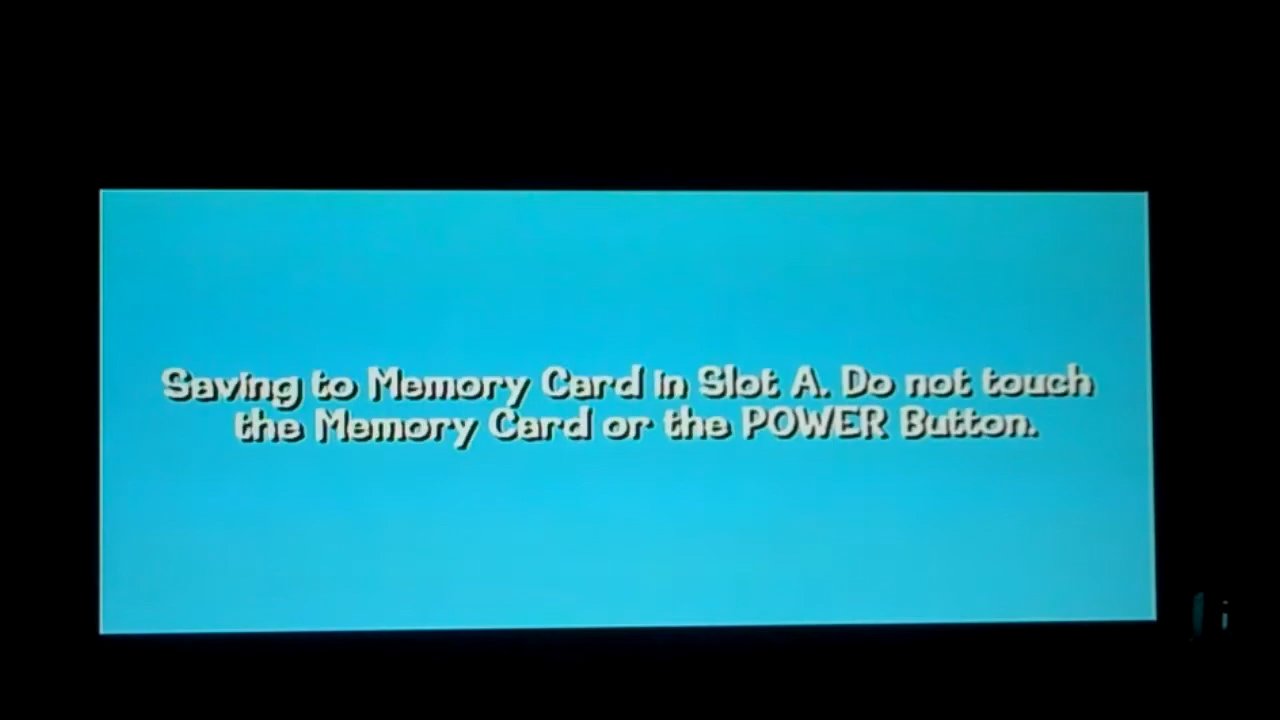 Saving to Memory Card in Slot A. Do not touch
the Memory Card or the POWER Button.